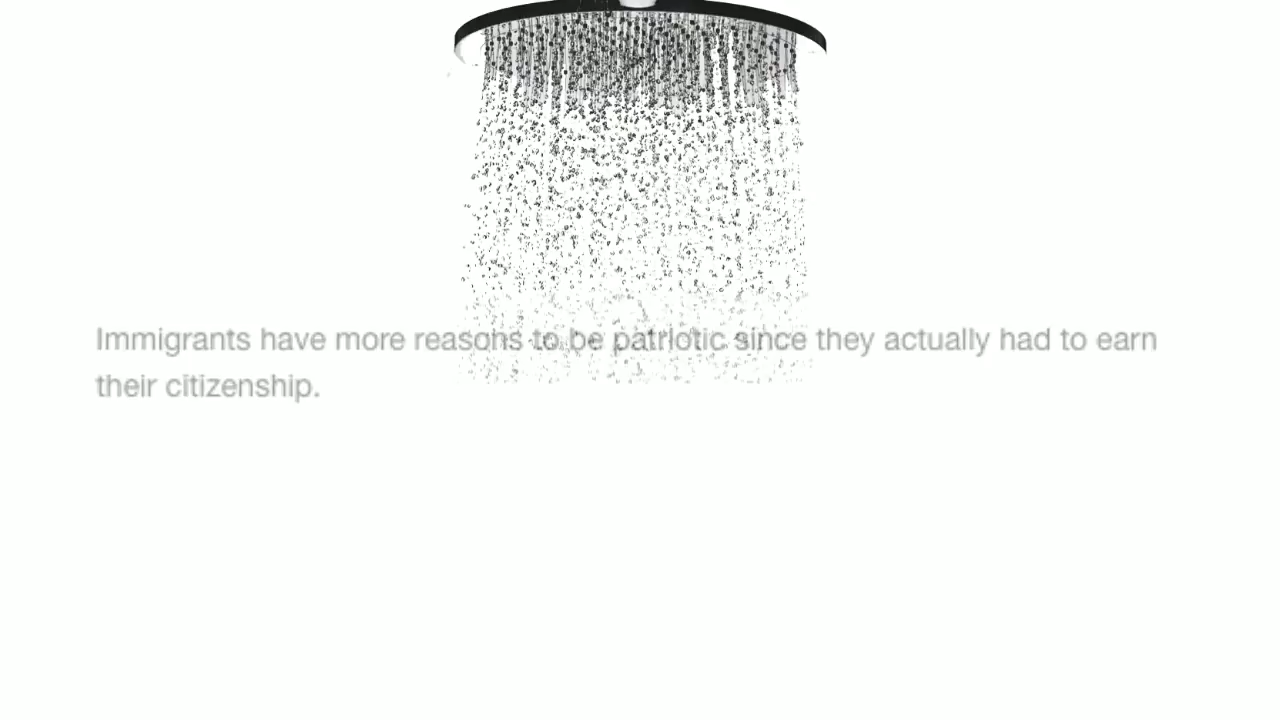 Immigrants have more reasons to be patriotic since they actually had to earn
their citizenship.